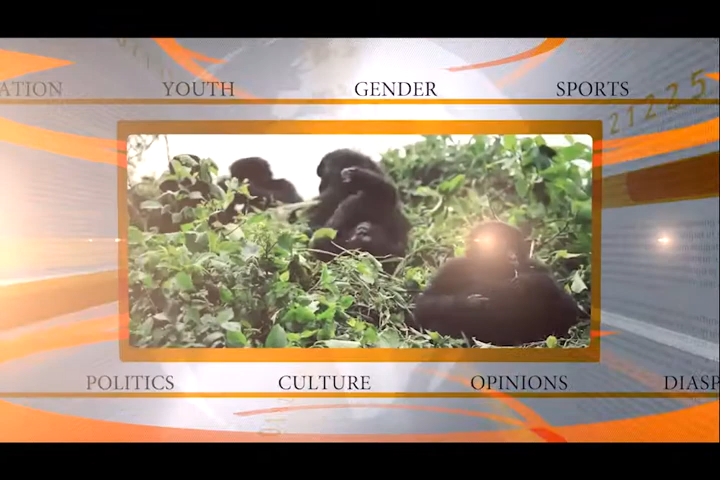 ATION YOUTH GENDER SPORTS
21225
POLITICS CULTURE OPINIONS DIASP